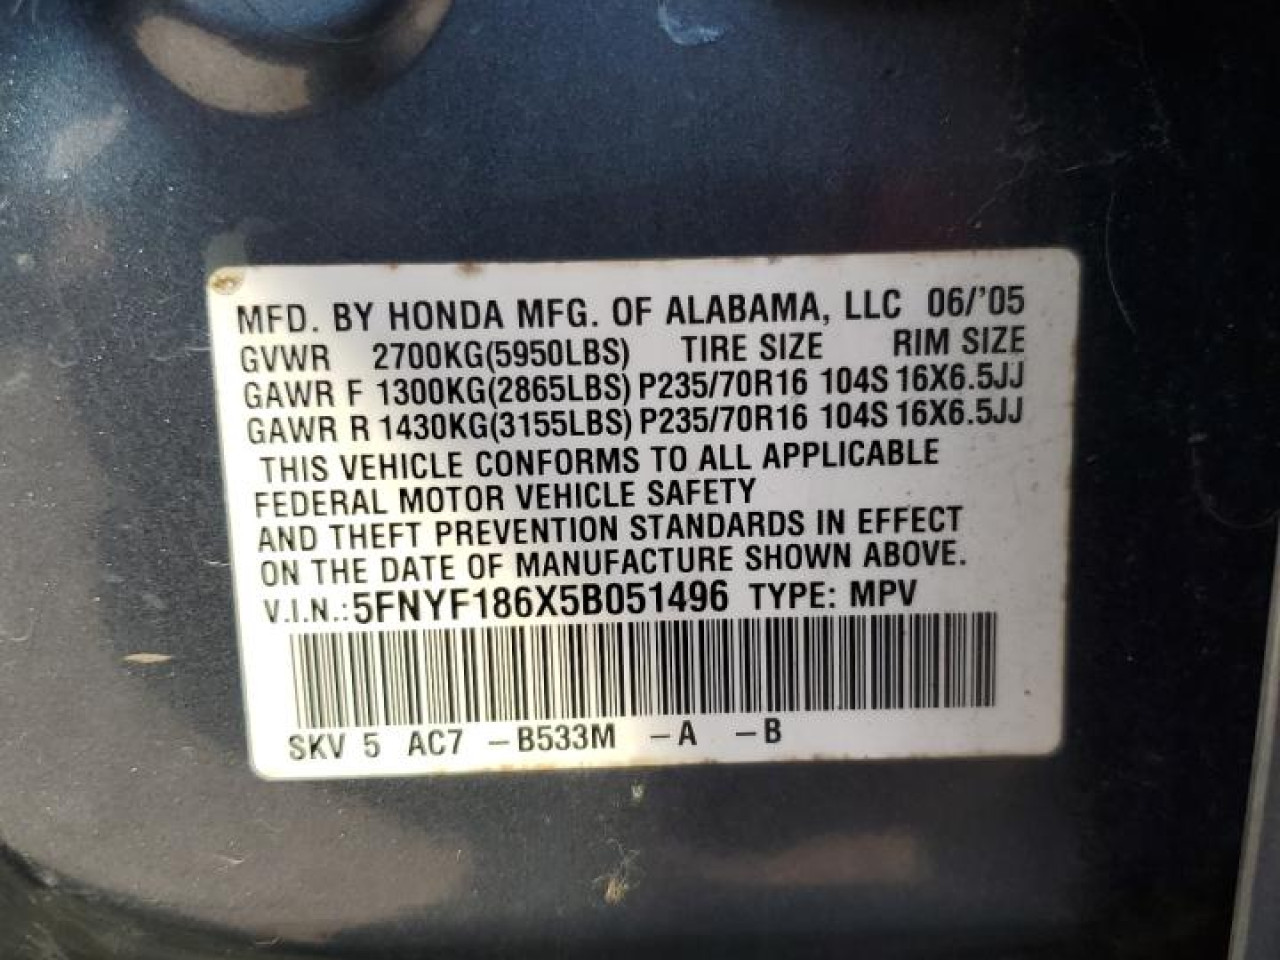 MFD. BY HONDA MFG. OF ALABAMA, LLC 06/'05
GVWR 2700KG(5950LBS) TIRE SIZE RIM SIZE
GAWR F 1300KG(2865LBS) P235/70R16 104S 16X6.5JJ
GAWR R 1430KG(3155LBS) P235/70R16 104S 16X6.5JJ
THIS VEHICLE CONFORMS TO ALL APPLICABLE
FEDERAL MOTOR VEHICLE SAFETY
AND THEFT PREVENTION STANDARDS IN EFFECT
ON THE DATE OF MANUFACTURE SHOWN ABOVE.
V.I.N.: 5FNYF186X5B051496 TYPE: MPV
SKV 5 AC7 -B533M -A -B